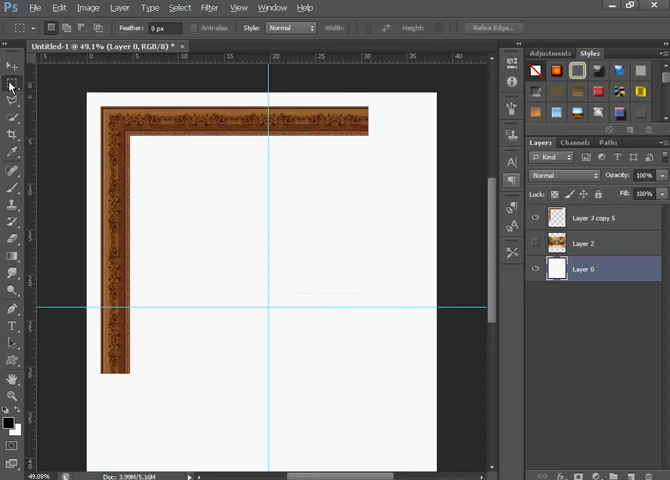 Ps File Edit Image Layer Type Select Filter View Window Help
Feather: 0 px Anti-alias Style: Normal Width: Height: Refine Edge...
Untitled-1 @ 49.1% (Layer 0, RGB/8) * ×
Adjustments Styles
Layers Channels Paths
Kind
Normal Opacity: 100%
Lock: Fill: 100%
Layer 3 copy 5
Layer 2
Layer 0
49.08% Doc: 3.99M/5.16M